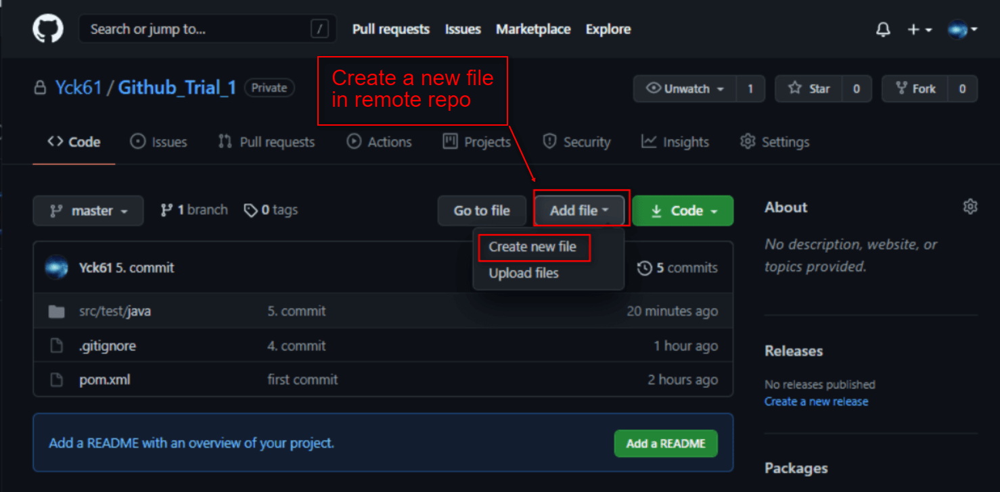 Search or jump to... / Pull requests Issues Marketplace Explore
Create a new file
in remote repo
Yck61 / Github_Trial_1 Private
Unwatch 1 Star 0 Fork 0
<> Code Issues Pull requests Actions Projects Security Insights Settings
master 1 branch 0 tags Go to file Add file Code
Create new file
Upload files
Yck61 5. commit 5 commits
src/test/java 5. commit 20 minutes ago
.gitignore 4. commit 1 hour ago
pom.xml first commit 2 hours ago
Add a README with an overview of your project. Add a README
About
No description, website, or
topics provided.
Releases
No releases published
Create a new release
Packages